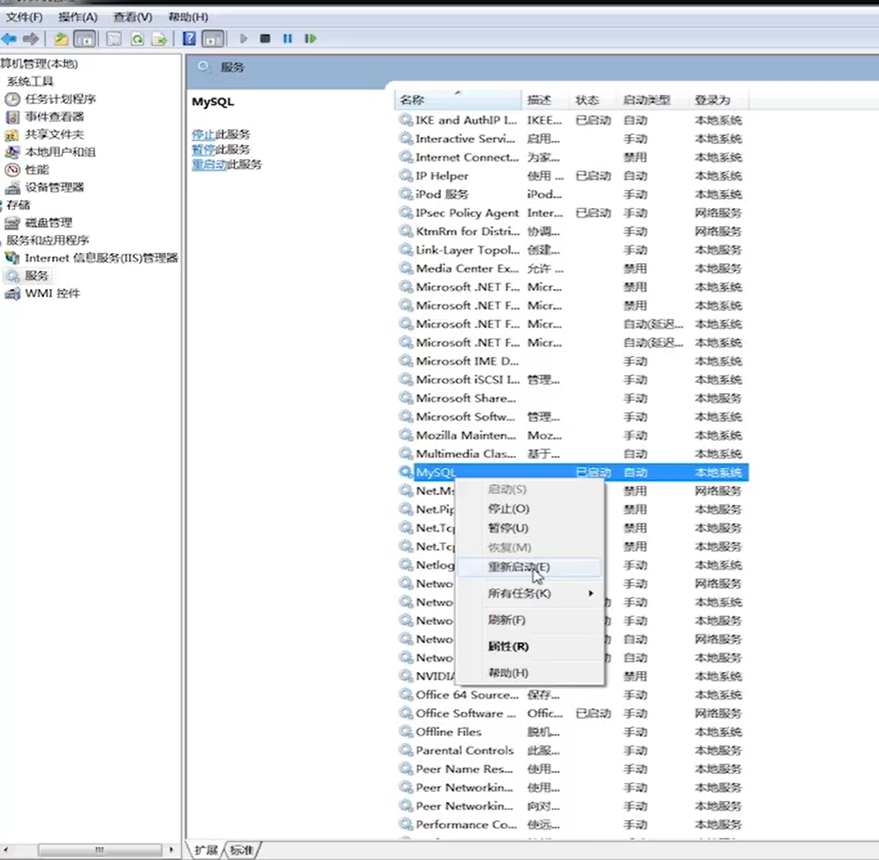 文件(F) 操作(A) 查看(V) 帮助(H)
算机管理(本地)
系统工具
任务计划程序
事件查看器
共享文件夹
本地用户和组
性能
设备管理器
存储
磁盘管理
服务和应用程序
Internet 信息服务(IIS)管理器
服务
WMI 控件
服务
MySQL
停止此服务
暂停此服务
重启动此服务
名称 描述 状态 启动类型 登录为
IKE and AuthIP I... IKEE... 已启动 自动 本地系统
Interactive Servi... 启用... 手动 本地系统
Internet Connect... 为家... 禁用 本地系统
IP Helper 使用 ... 已启动 自动 本地系统
iPod 服务 iPod... 手动 本地系统
IPsec Policy Agent Inter... 已启动 手动 网络服务
KtmRm for Distri... 协调... 手动 网络服务
Link-Layer Topol... 创建... 手动 本地服务
Media Center Ex... 允许 ... 禁用 本地服务
Microsoft .NET F... Micr... 禁用 本地系统
Microsoft .NET F... Micr... 禁用 本地系统
Microsoft .NET F... Micr... 自动(延迟... 本地系统
Microsoft .NET F... Micr... 自动(延迟... 本地系统
Microsoft IME D... 手动 本地系统
Microsoft iSCSI I... 管理... 手动 本地系统
Microsoft Share... 手动 本地服务
Microsoft Softw... 管理... 手动 本地系统
Mozilla Mainten... Moz... 手动 本地系统
Multimedia Clas... 基于... 自动 本地系统
MySQL 已启动 自动 本地系统
Net.Ms 禁用 网络服务
Net.Pip 禁用 本地服务
Net.Tcp 禁用 本地服务
Net.Tcp 禁用 本地服务
Netlog 手动 本地系统
Netwo 手动 网络服务
Netwo 手动 本地系统
Netwo 手动 本地服务
Netwo 自动 网络服务
Netwo 自动 本地服务
NVIDIA 禁用 本地系统
启动(S)
停止(O)
暂停(U)
恢复(M)
重新启动(E)
所有任务(K)
刷新(F)
属性(R)
帮助(H)
Office 64 Source... 保存... 手动 本地系统
Office Software ... Offic... 已启动 手动 网络服务
Offline Files 脱机... 手动 本地系统
Parental Controls 此服... 手动 本地服务
Peer Name Res... 使用... 手动 本地服务
Peer Networkin... 使用... 手动 本地服务
Peer Networkin... 向对... 手动 本地服务
Performance Co... 使远... 手动 本地服务
扩展 标准